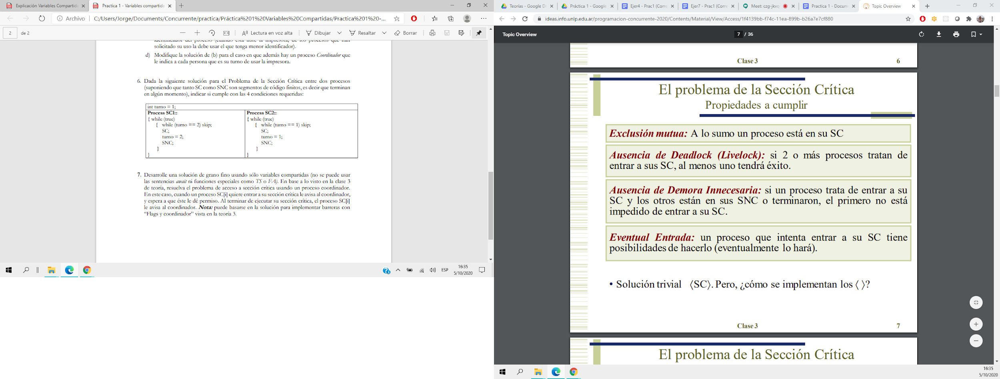 Explicación Variables Compartid
Practica 1 - Variables compartida
Archivo
C:/Users/Jorge/Documents/Concurrente/practica/Práctica%201%20Variables%20Compartidas/Practica%201%20-...
2
de 2
Lectura en voz alta
Dibujar
Resaltar
Borrar
identificador del proceso (cuando está libre la impresora, de los procesos que han
solicitado su uso la debe usar el que tenga menor identificador).
d) Modifique la solución de (b) para el caso en que además hay un proceso Coordinador que
le indica a cada persona que es su turno de usar la impresora.
6. Dada la siguiente solución para el Problema de la Sección Crítica entre dos procesos
(suponiendo que tanto SC como SNC son segmentos de código finitos, es decir que terminan
en algún momento), indicar si cumple con las 4 condiciones requeridas:
int turno = 1;
Process SC1::
{ while (true)
{ while (turno == 2) skip;
SC;
turno = 2;
SNC;
}
}
Process SC2::
{ while (true)
{ while (turno == 1) skip;
SC;
turno = 1;
SNC;
}
}
7. Desarrolle una solución de grano fino usando sólo variables compartidas (no se puede usar
las sentencias await ni funciones especiales como TS o FA). En base a lo visto en la clase 3
de teoría, resuelva el problema de acceso a sección crítica usando un proceso coordinador.
En este caso, cuando un proceso SC[i] quiere entrar a su sección crítica le avisa al coordinador,
y espera a que éste le dé permiso. Al terminar de ejecutar su sección crítica, el proceso SC[i]
le avisa al coordinador. Nota: puede basarse en la solución para implementar barreras con
“Flags y coordinador” vista en la teoría 3.
ESP
16:35
5/10/2020
Teorías - Google Dr
Práctica 1 - Google
Ejer4 - Prac1 (Corre
Ejer7 - Prac1 (Corre
Meet: czg-jkvq
Practica 1 - Docum
Topic Overview
ideas.info.unlp.edu.ar/programacion-concurrente-2020/Contents/Material/View/Access/1f4139bb-f74c-11ea-899b-b26a7e7cf880
Topic Overview
7 / 36
Clase 3
6
El problema de la Sección Crítica
Propiedades a cumplir
Exclusión mutua: A lo sumo un proceso está en su SC
Ausencia de Deadlock (Livelock): si 2 o más procesos tratan de
entrar a sus SC, al menos uno tendrá éxito.
Ausencia de Demora Innecesaria: si un proceso trata de entrar a su
SC y los otros están en sus SNC o terminaron, el primero no está
impedido de entrar a su SC.
Eventual Entrada: un proceso que intenta entrar a su SC tiene
posibilidades de hacerlo (eventualmente lo hará).
• Solución trivial ⟨SC⟩. Pero, ¿cómo se implementan los ⟨ ⟩?
Clase 3
7
El problema de la Sección Crítica
16:35
5/10/2020